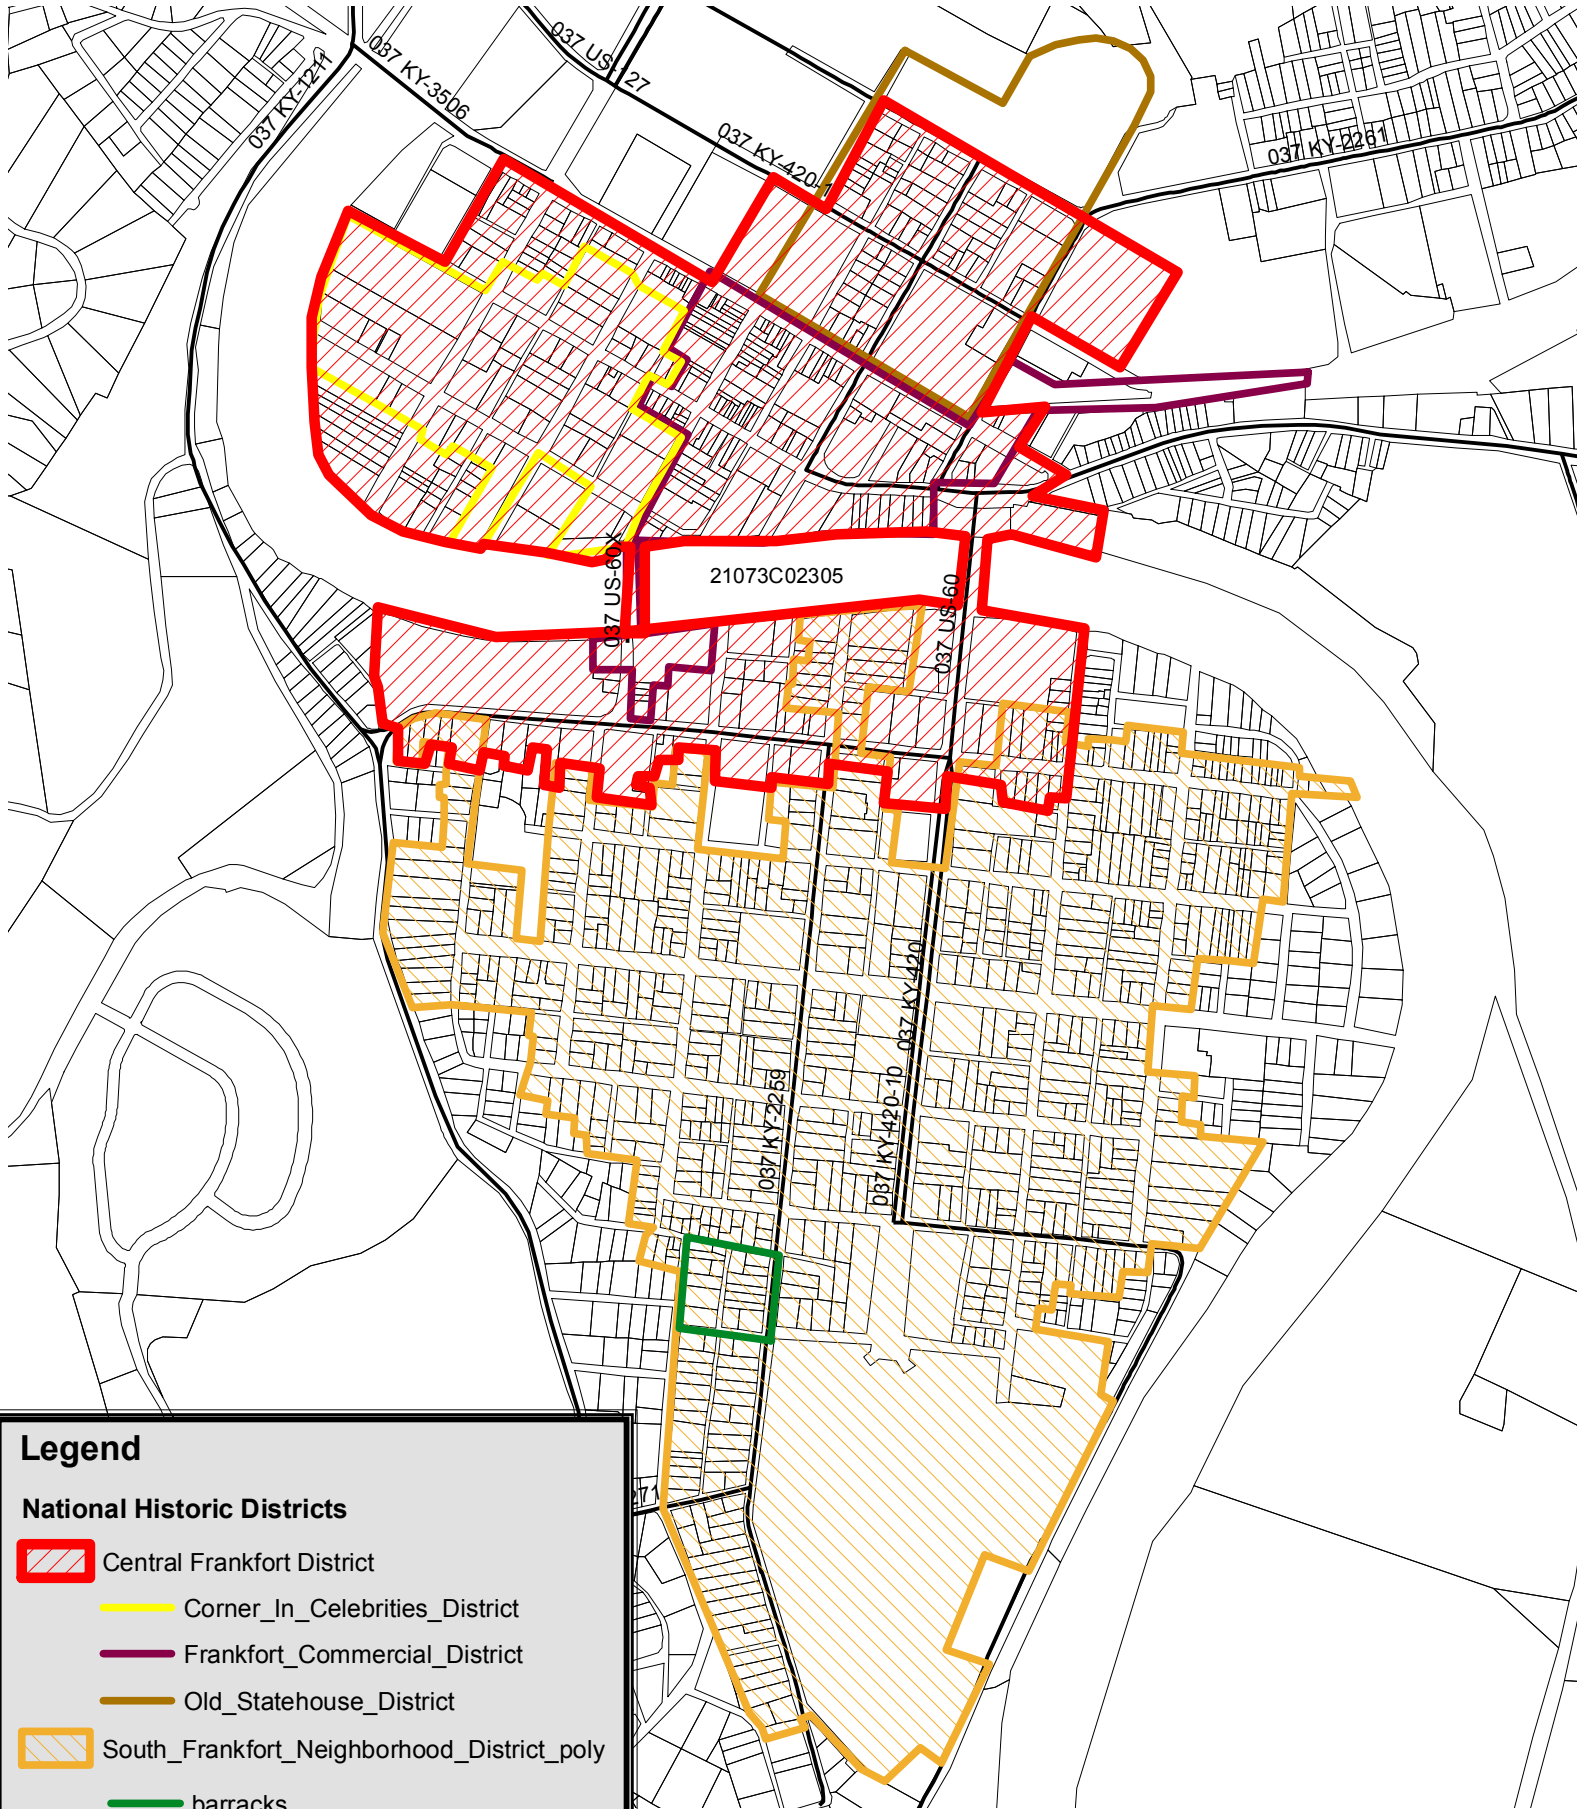 037 KY-1211
037 KY-3506
037 US-127
037 KY-420-1
037 KY-2261
037 US-60X
21073C02305
037 US-60
037 KY-420
037 KY-2259
037 KY-420-10
271
Legend
National Historic Districts
Central Frankfort District
Corner_In_Celebrities_District
Frankfort_Commercial_District
Old_Statehouse_District
South_Frankfort_Neighborhood_District_poly
barracks